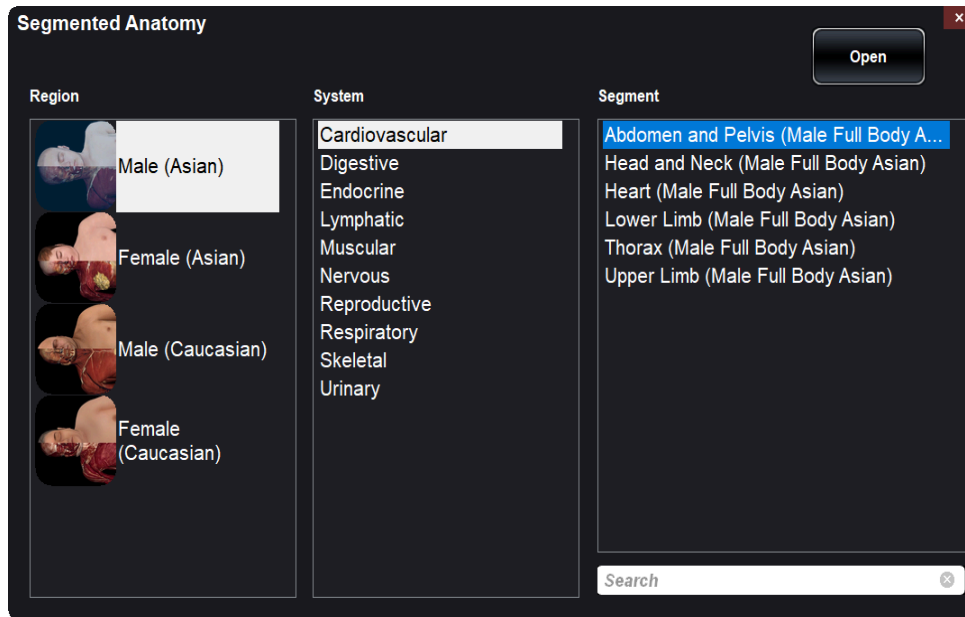 Segmented Anatomy
x
Open
Region
System
Segment
Male (Asian)
Female (Asian)
Male (Caucasian)
Female
(Caucasian)
Cardiovascular
Digestive
Endocrine
Lymphatic
Muscular
Nervous
Reproductive
Respiratory
Skeletal
Urinary
Abdomen and Pelvis (Male Full Body A...
Head and Neck (Male Full Body Asian)
Heart (Male Full Body Asian)
Lower Limb (Male Full Body Asian)
Thorax (Male Full Body Asian)
Upper Limb (Male Full Body Asian)
Search